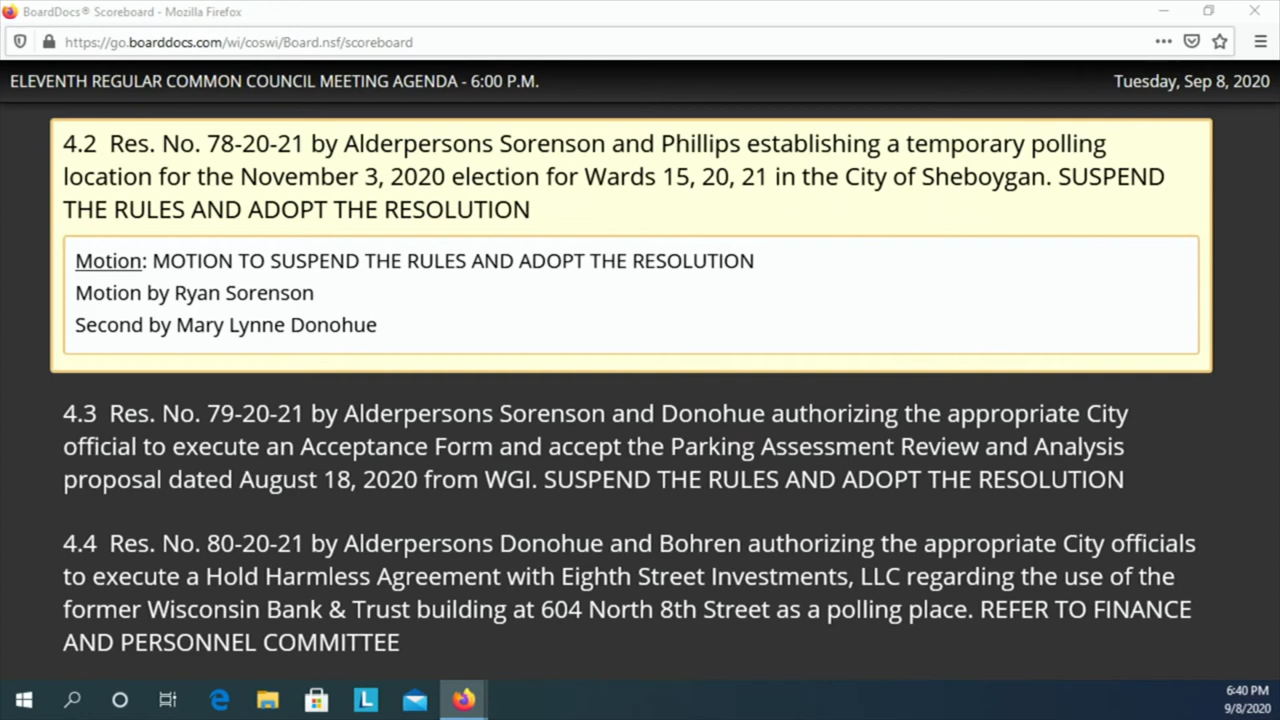 BoardDocs® Scoreboard - Mozilla Firefox
https://go.boarddocs.com/wi/coswi/Board.nsf/scoreboard
ELEVENTH REGULAR COMMON COUNCIL MEETING AGENDA - 6:00 P.M. Tuesday, Sep 8, 2020
4.2 Res. No. 78-20-21 by Alderpersons Sorenson and Phillips establishing a temporary polling
location for the November 3, 2020 election for Wards 15, 20, 21 in the City of Sheboygan. SUSPEND
THE RULES AND ADOPT THE RESOLUTION
Motion: MOTION TO SUSPEND THE RULES AND ADOPT THE RESOLUTION
Motion by Ryan Sorenson
Second by Mary Lynne Donohue
4.3 Res. No. 79-20-21 by Alderpersons Sorenson and Donohue authorizing the appropriate City
official to execute an Acceptance Form and accept the Parking Assessment Review and Analysis
proposal dated August 18, 2020 from WGI. SUSPEND THE RULES AND ADOPT THE RESOLUTION
4.4 Res. No. 80-20-21 by Alderpersons Donohue and Bohren authorizing the appropriate City officials
to execute a Hold Harmless Agreement with Eighth Street Investments, LLC regarding the use of the
former Wisconsin Bank & Trust building at 604 North 8th Street as a polling place. REFER TO FINANCE
AND PERSONNEL COMMITTEE
L
6:40 PM
9/8/2020